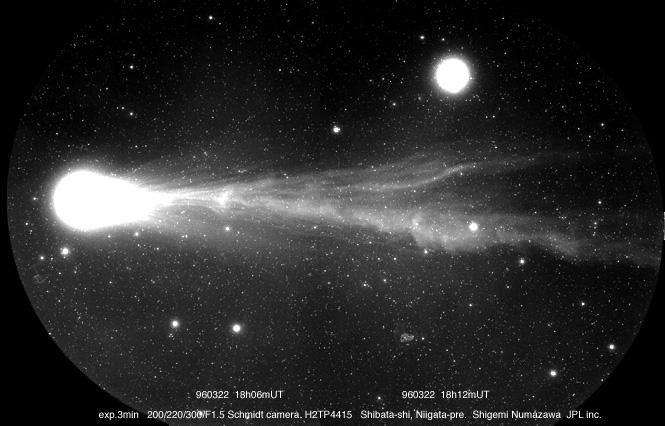 960322 18h06mUT 960322 18h12mUT
exp.3min 200/220/300/F1.5 Schmidt camera. H2TP4415 Shibata-shi, Niigata-pre. Shigemi Numazawa JPL inc.